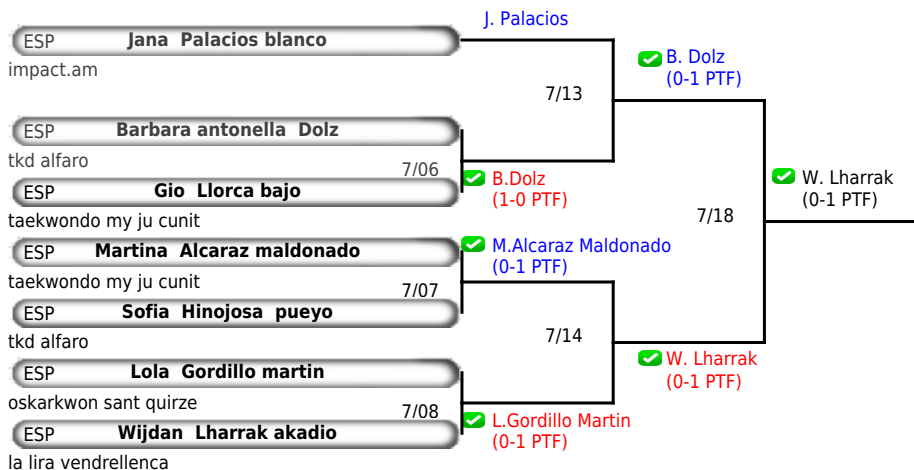 J. Palacios
ESP Jana Palacios blanco
impact.am
B. Dolz
(0-1 PTF)
7/13
ESP Barbara antonella Dolz
tkd alfaro
7/06
B.Dolz
(1-0 PTF)
ESP Gio Llorca bajo
taekwondo my ju cunit
W. Lharrak
(0-1 PTF)
7/18
ESP Martina Alcaraz maldonado
taekwondo my ju cunit
M.Alcaraz Maldonado
(0-1 PTF)
7/07
ESP Sofia Hinojosa pueyo
tkd alfaro
7/14
ESP Lola Gordillo martin
oskarkwon sant quirze
W. Lharrak
(0-1 PTF)
7/08
L.Gordillo Martin
(0-1 PTF)
ESP Wijdan Lharrak akadio
la lira vendrellenca